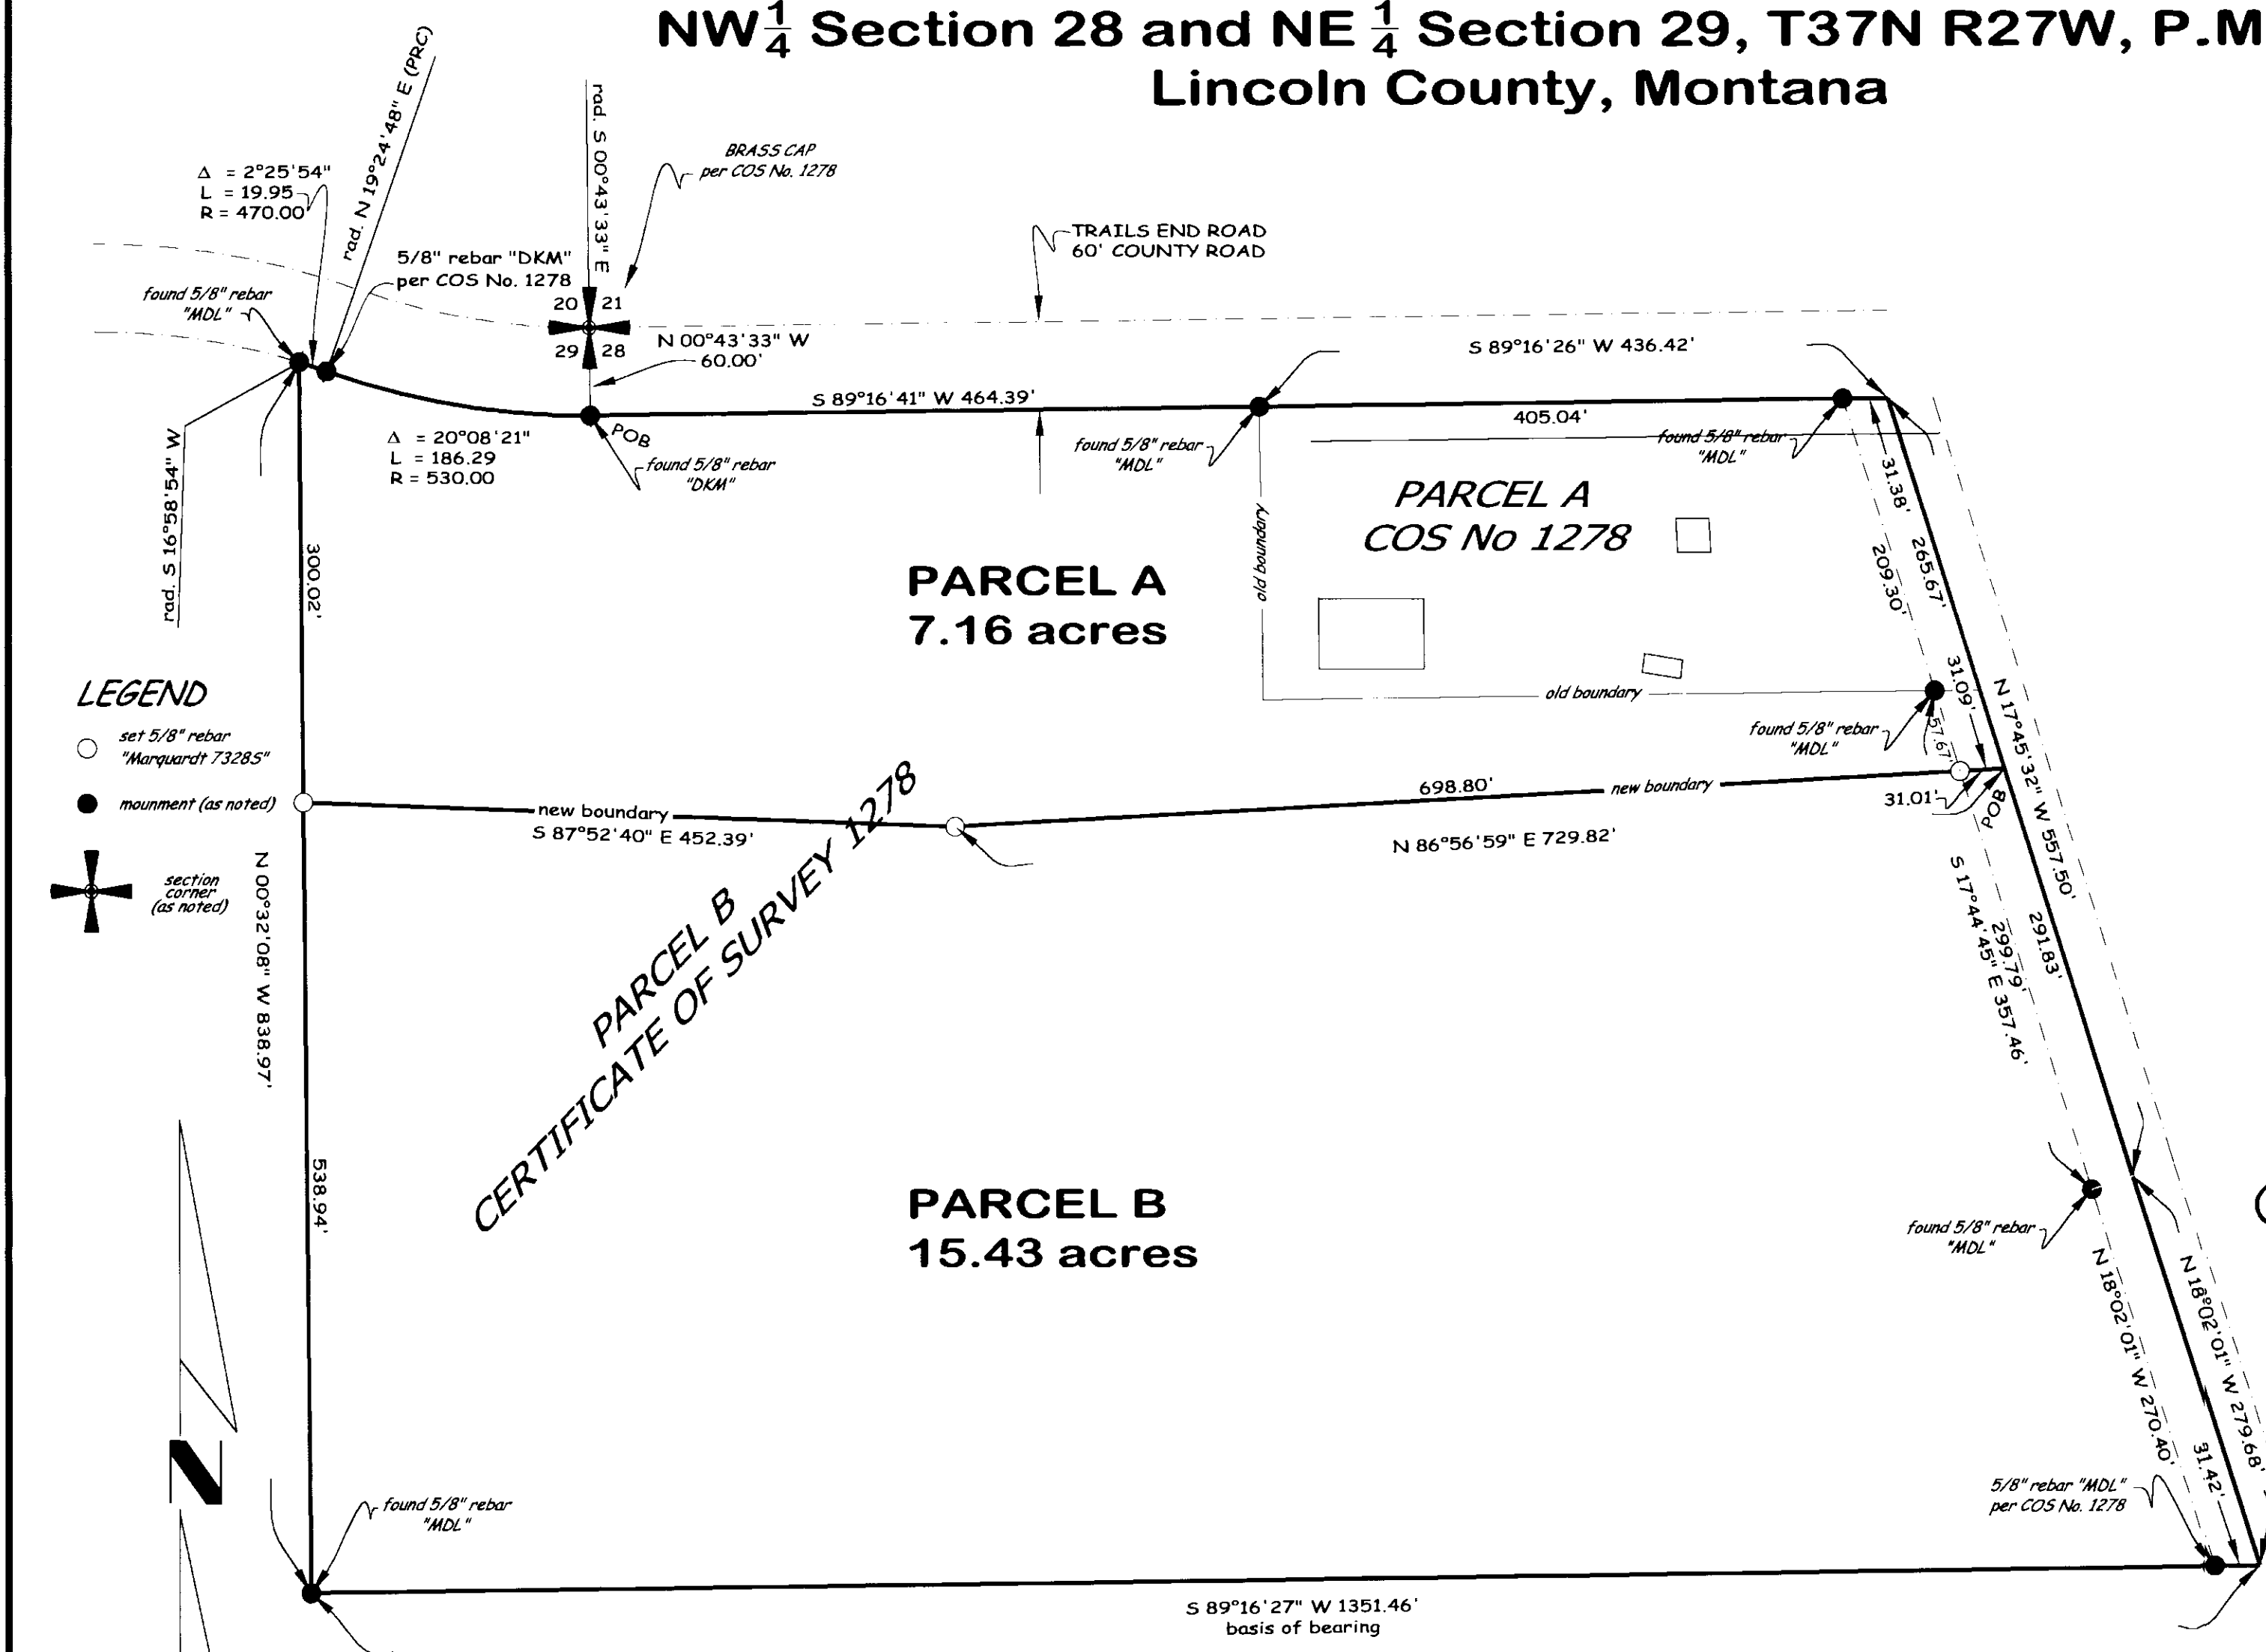 NW 1/4 Section 28 and NE 1/4 Section 29, T37N R27W, P.M
Lincoln County, Montana
rad. N 19°24'48" E (PRC)
rad. S 00°43'33" E
BRASS CAP
per COS No. 1278
Δ = 2°25'54"
L = 19.95
R = 470.00
TRAILS END ROAD
60' COUNTY ROAD
5/8" rebar "DKM"
per COS No. 1278
found 5/8" rebar
"MDL"
20 21
29 28
N 00°43'33" W
60.00'
S 89°16'26" W 436.42'
S 89°16'41" W 464.39'
405.04'
POB
found 5/8" rebar
"DKM"
Δ = 20°08'21"
L = 186.29
R = 530.00
found 5/8" rebar
"MDL"
found 5/8" rebar
"MDL"
rad. S 16°58'54" W
300.02'
31.38'
265.67'
209.30'
PARCEL A
COS No 1278
old boundary
PARCEL A
7.16 acres
old boundary
31.09'
57.67'
N 17°45'32" W 557.50'
found 5/8" rebar
"MDL"
LEGEND
set 5/8" rebar
"Marquardt 7328S"
mounment (as noted)
section
corner
(as noted)
new boundary
S 87°52'40" E 452.39'
698.80'
new boundary
N 86°56'59" E 729.82'
31.01'
POB
N 00°32'08" W 838.97'
PARCEL B
CERTIFICATE OF SURVEY 1278
S 17°44'45" E 357.46'
299.79'
291.83'
PARCEL B
15.43 acres
538.94'
found 5/8" rebar
"MDL"
N 18°02'01" W 270.40'
N 18°02'01" W 279.68'
31.42'
N
found 5/8" rebar
"MDL"
5/8" rebar "MDL"
per COS No. 1278
S 89°16'27" W 1351.46'
basis of bearing